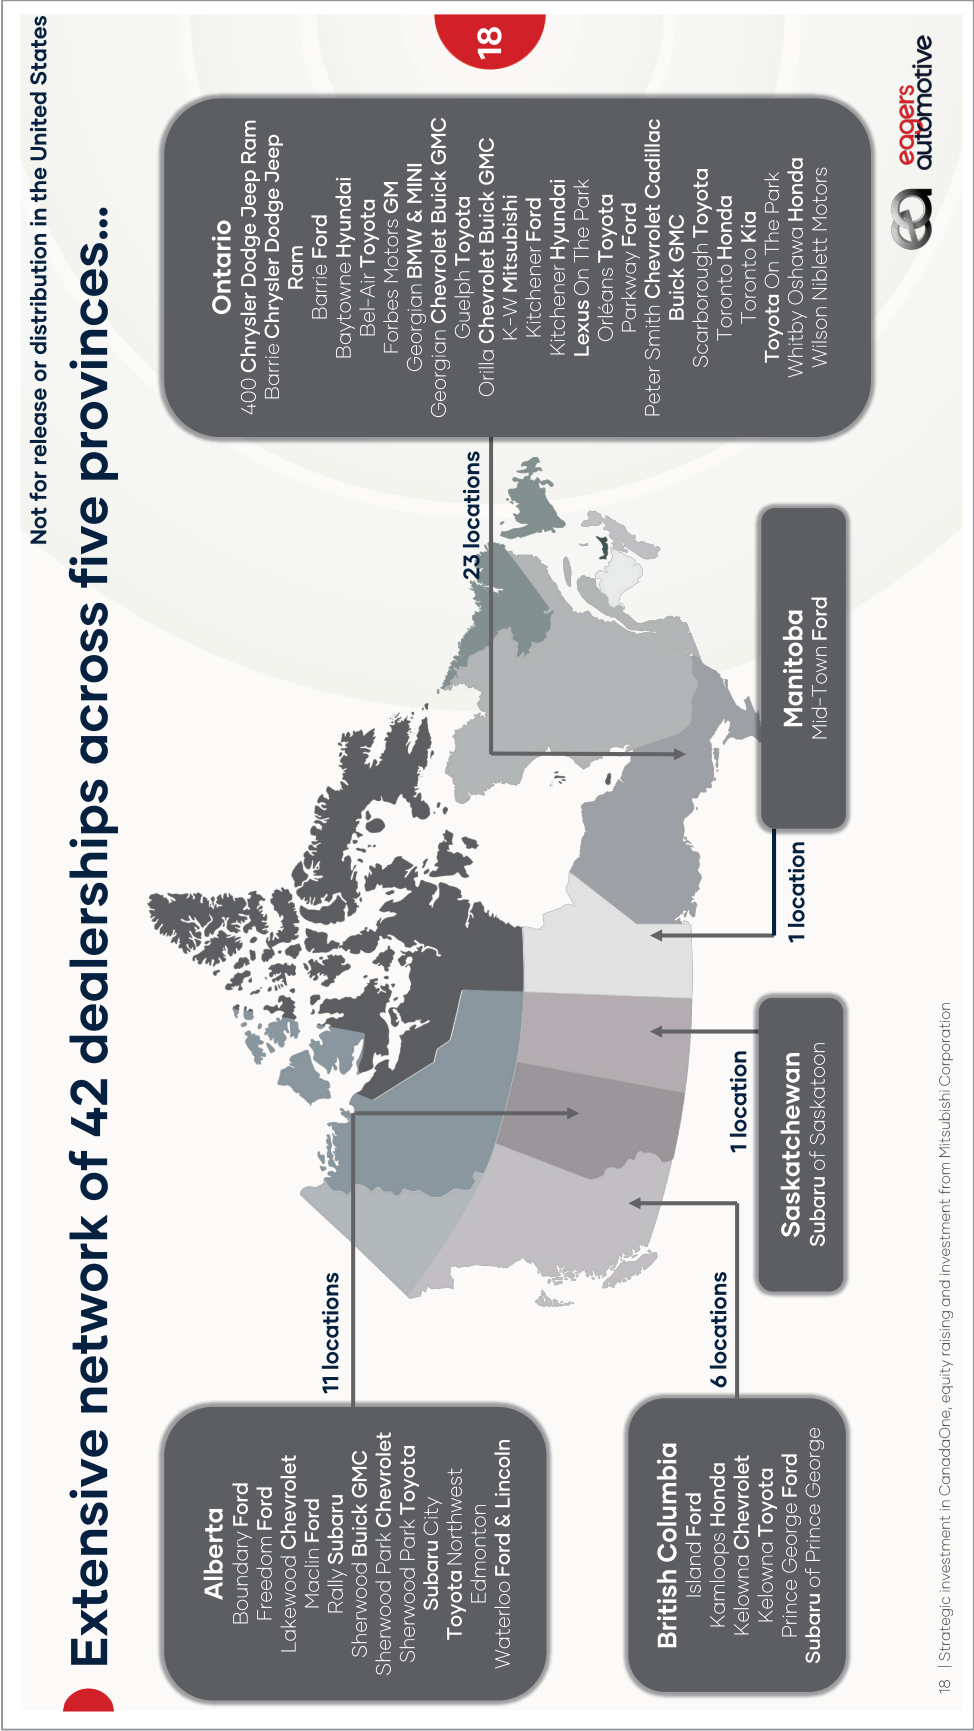 Not for release or distribution in the United States
Extensive network of 42 dealerships across five provinces...
18
Alberta
Boundary Ford
Freedom Ford
Lakewood Chevrolet
Maclin Ford
Rally Subaru
Sherwood Buick GMC
Sherwood Park Chevrolet
Sherwood Park Toyota
Subaru City
Toyota Northwest
Edmonton
Waterloo Ford & Lincoln
11 locations
British Columbia
Island Ford
Kamloops Honda
Kelowna Chevrolet
Kelowna Toyota
Prince George Ford
Subaru of Prince George
6 locations
Saskatchewan
Subaru of Saskatoon
1 location
Manitoba
Mid-Town Ford
1 location
23 locations
Ontario
400 Chrysler Dodge Jeep Ram
Barrie Chrysler Dodge Jeep
Ram
Barrie Ford
Baytowne Hyundai
Bel-Air Toyota
Forbes Motors GM
Georgian BMW & MINI
Georgian Chevrolet Buick GMC
Guelph Toyota
Orilla Chevrolet Buick GMC
K-W Mitsubishi
Kitchener Ford
Kitchener Hyundai
Lexus On The Park
Orléans Toyota
Parkway Ford
Peter Smith Chevrolet Cadillac
Buick GMC
Scarborough Toyota
Toronto Honda
Toronto Kia
Toyota On The Park
Whitby Oshawa Honda
Wilson Niblett Motors
18 | Strategic investment in CanadaOne, equity raising and investment from Mitsubishi Corporation
ea
eagers
automotive